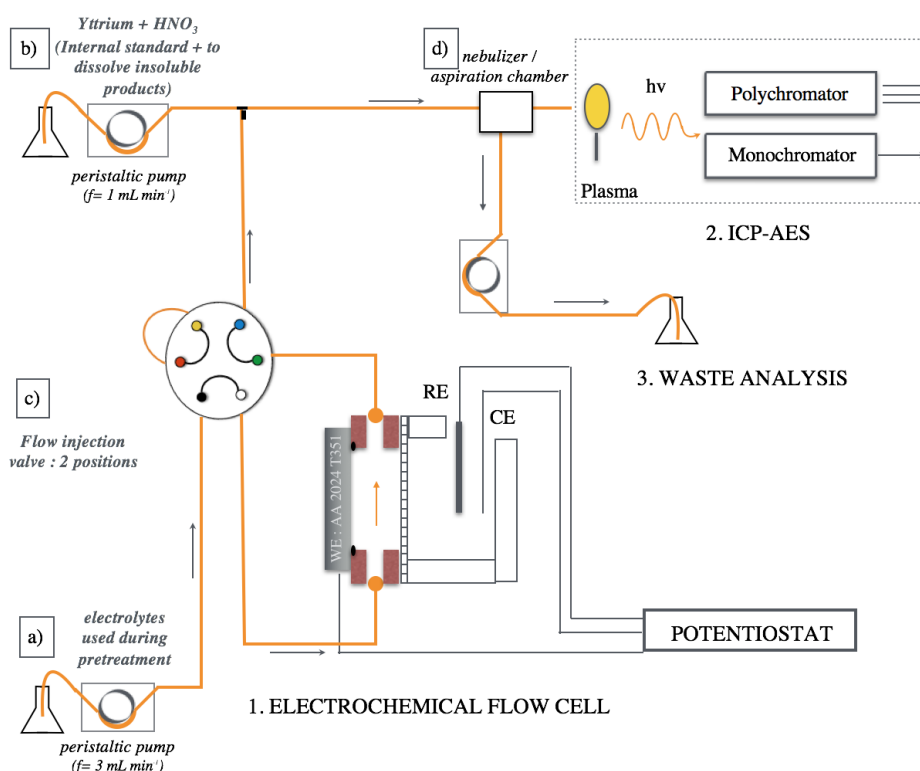 b)
Yttrium + HNO₃
(Internal standard + to
dissolve insoluble
products)
peristaltic pump
(f= 1 mL min⁻¹)
d)
nebulizer /
aspiration chamber
hν
Polychromator
Monochromator
Plasma
2. ICP-AES
3. WASTE ANALYSIS
c)
Flow injection
valve : 2 positions
RE
CE
WE : AA 2024 T351
a)
electrolytes
used during
pretreatment
peristaltic pump
(f= 3 mL min⁻¹)
POTENTIOSTAT
1. ELECTROCHEMICAL FLOW CELL